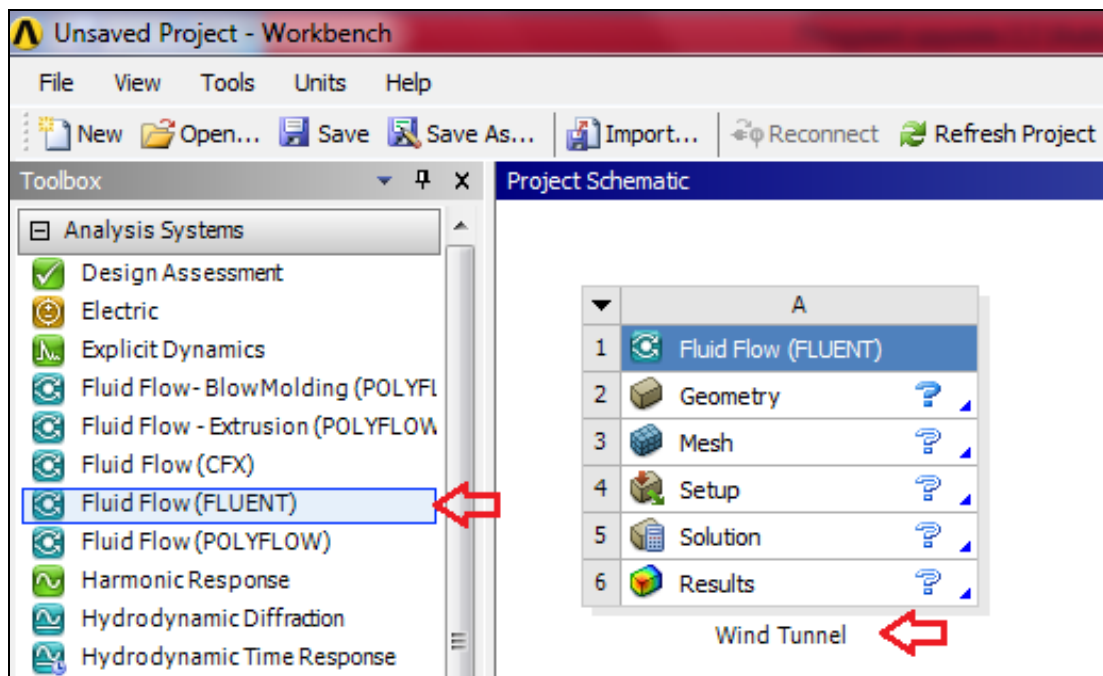 Unsaved Project - Workbench
File View Tools Units Help
New Open... Save Save As... Import... Reconnect Refresh Project
Toolbox
Project Schematic
Analysis Systems
Design Assessment
Electric
Explicit Dynamics
Fluid Flow - BlowMolding (POLYFL
Fluid Flow - Extrusion (POLYFLOW
Fluid Flow (CFX)
Fluid Flow (FLUENT)
Fluid Flow (POLYFLOW)
Harmonic Response
Hydrodynamic Diffraction
Hydrodynamic Time Response
A
1 Fluid Flow (FLUENT)
2 Geometry ?
3 Mesh ?
4 Setup ?
5 Solution ?
6 Results ?
Wind Tunnel